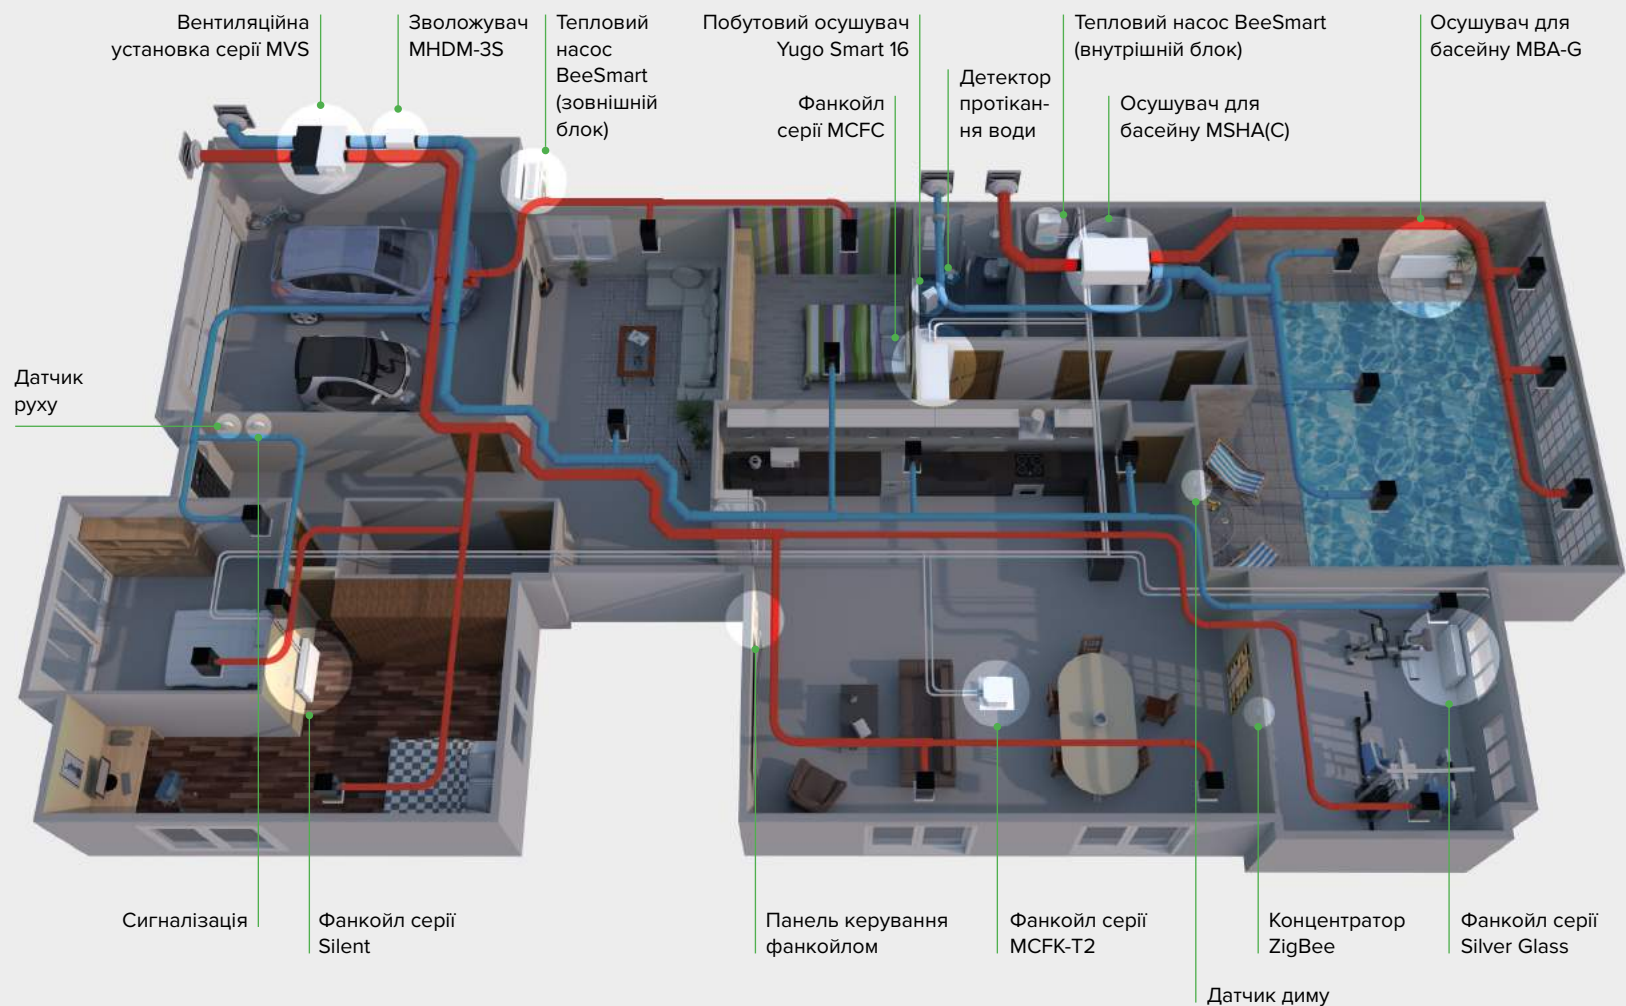 Вентиляційна
установка серії MVS
Зволожувач
MHDM-3S
Тепловий
насос
BeeSmart
(зовнішній
блок)
Побутовий осушувач
Yugo Smart 16
Фанкойл
серії MCFC
Детектор
протікан-
ня води
Тепловий насос BeeSmart
(внутрішній блок)
Осушувач для
басейну MSHA(C)
Осушувач для
басейну MBA-G
Датчик
руху
Сигналізація
Фанкойл серії
Silent
Панель керування
фанкойлом
Фанкойл серії
MCFK-T2
Концентратор
ZigBee
Фанкойл серії
Silver Glass
Датчик диму